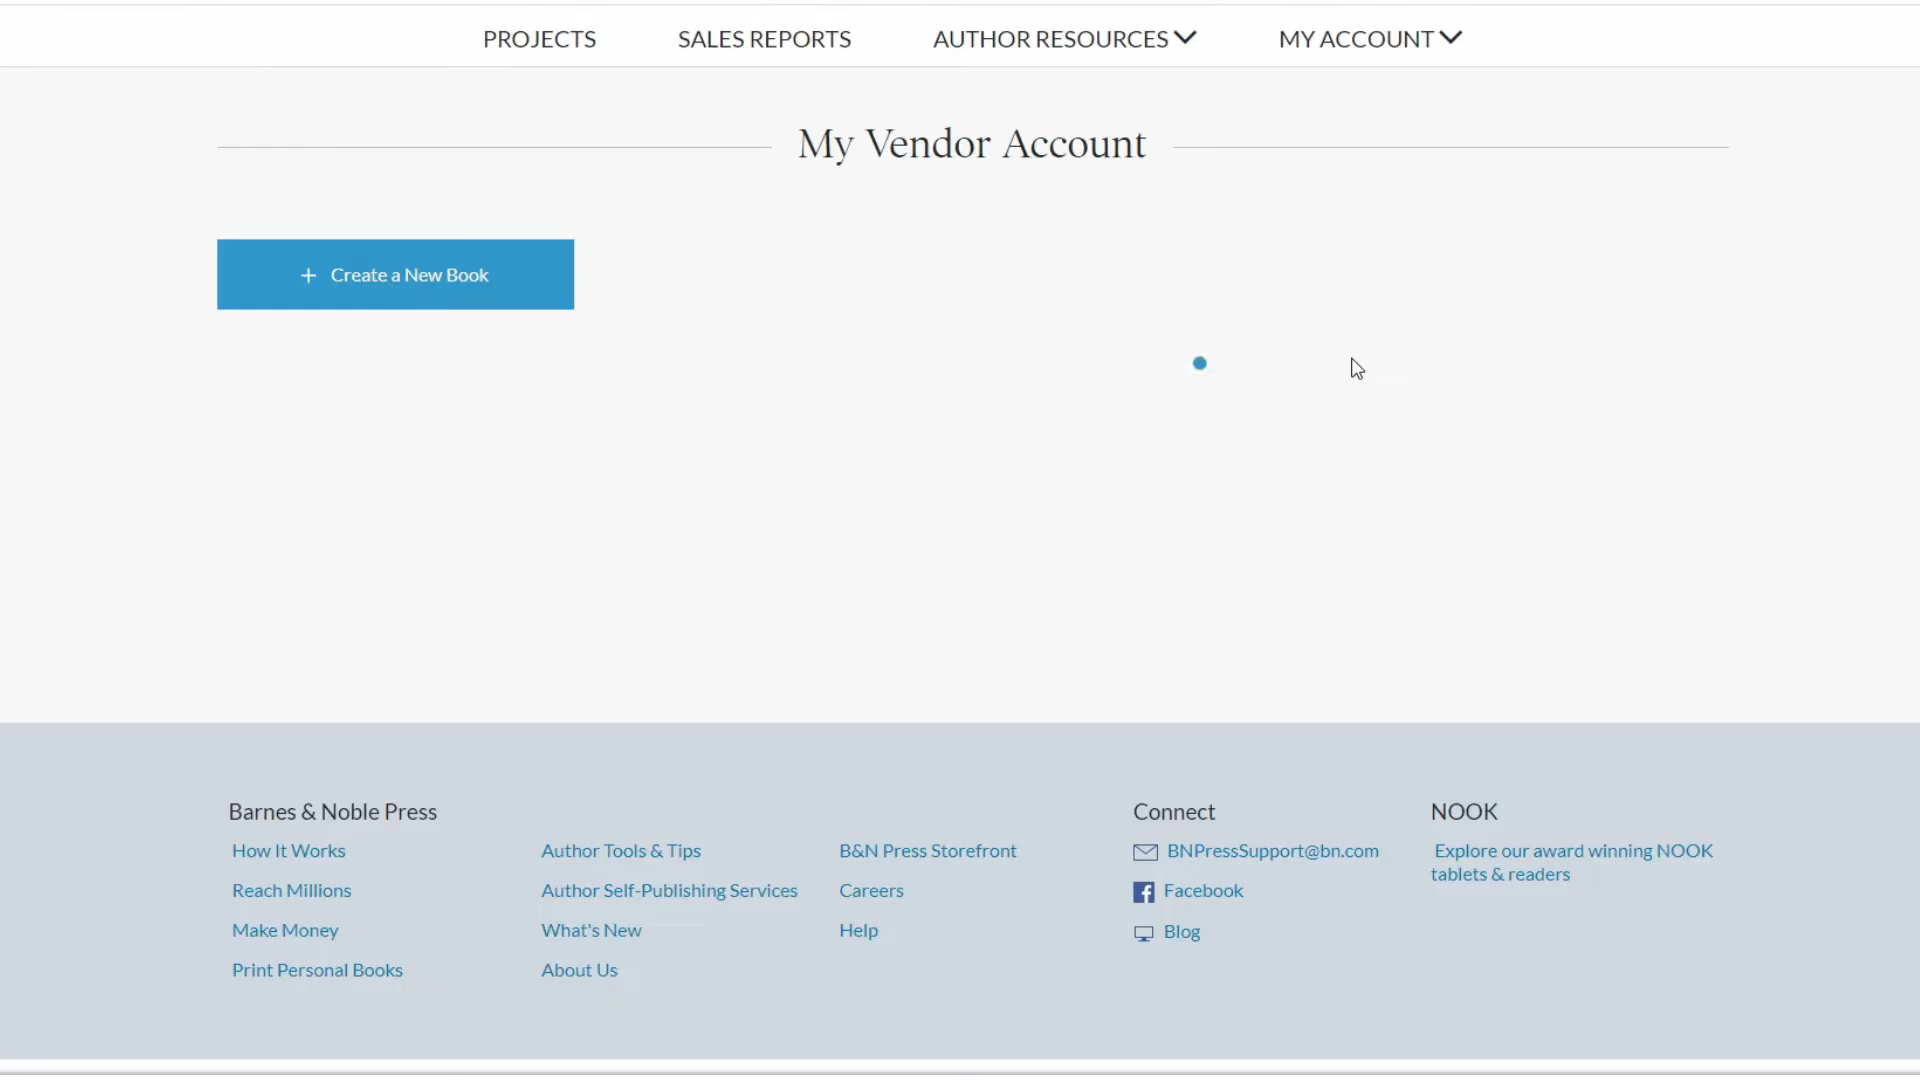 PROJECTS
SALES REPORTS
AUTHOR RESOURCES
MY ACCOUNT
My Vendor Account
+ Create a New Book
Barnes & Noble Press
How It Works
Reach Millions
Make Money
Print Personal Books
Author Tools & Tips
Author Self-Publishing Services
What's New
About Us
B&N Press Storefront
Careers
Help
Connect
BNPressSupport@bn.com
Facebook
Blog
NOOK
Explore our award winning NOOK
tablets & readers